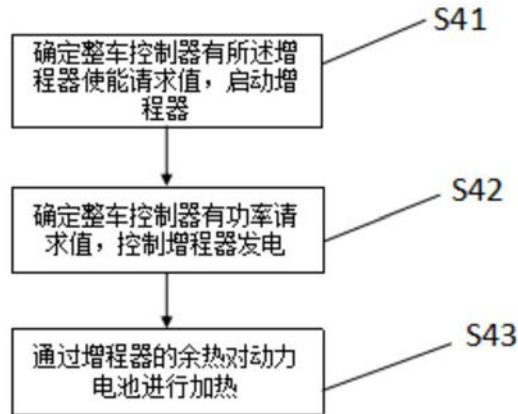 S41
确定整车控制器有所述增
程器使能请求值，启动增
程器
S42
确定整车控制器有功率请
求值，控制增程器发电
S43
通过增程器的余热对动力
电池进行加热